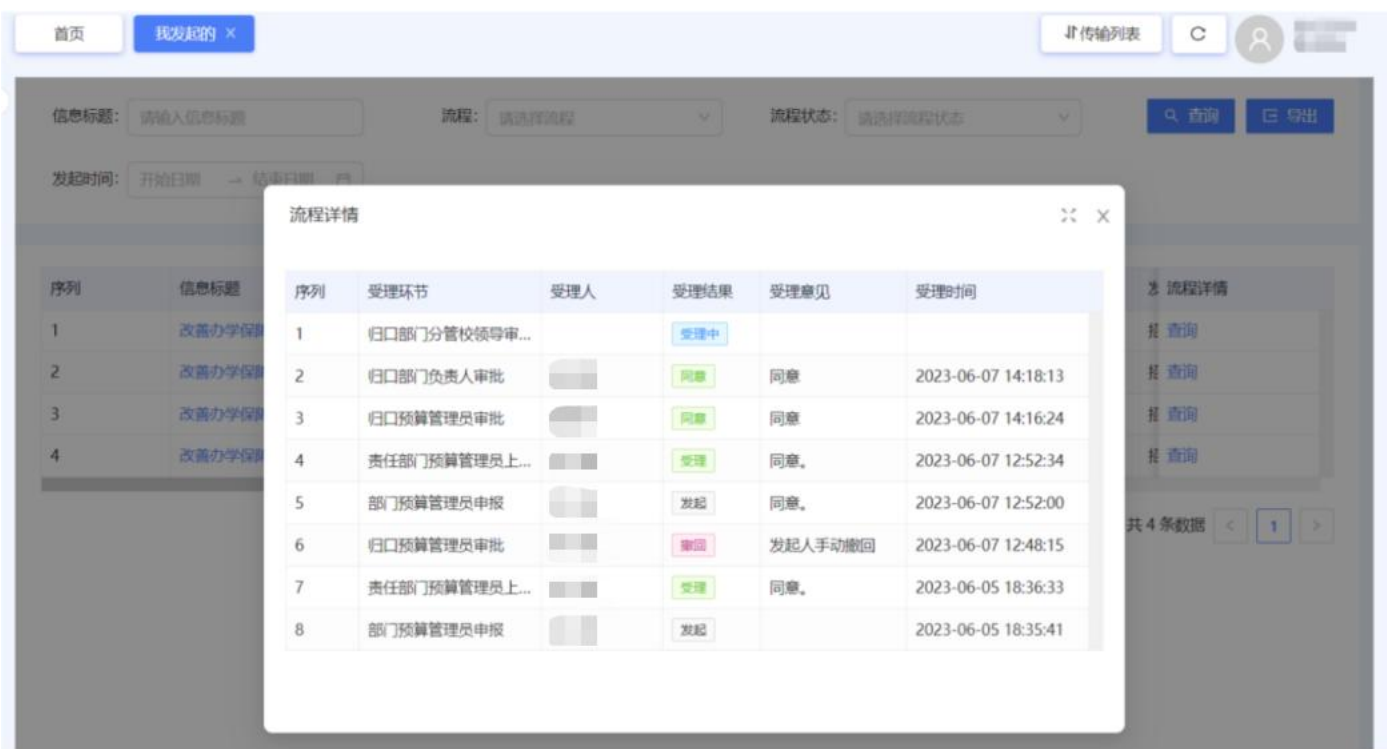 首页 我发起的 × 传输列表
信息标题: 请输入信息标题 流程: 请选择流程 流程状态: 请选择流程状态 查询 导出
发起时间: 开始日期 → 结束日期
流程详情
序列 信息标题 流程详情
序列 受理环节 受理人 受理结果 受理意见 受理时间
1 改善办学保 查询
1 归口部门分管校领导审... 受理中
2 改善办学保 查询
2 归口部门负责人审批 同意 同意 2023-06-07 14:18:13
3 改善办学保 查询
3 归口预算管理员审批 同意 同意 2023-06-07 14:16:24
4 改善办学保 查询
4 责任部门预算管理员上... 受理 同意。 2023-06-07 12:52:34
5 部门预算管理员申报 发起 同意。 2023-06-07 12:52:00
共 4 条数据 < 1 >
6 归口预算管理员审批 撤回 发起人手动撤回 2023-06-07 12:48:15
7 责任部门预算管理员上... 受理 同意。 2023-06-05 18:36:33
8 部门预算管理员申报 发起 2023-06-05 18:35:41